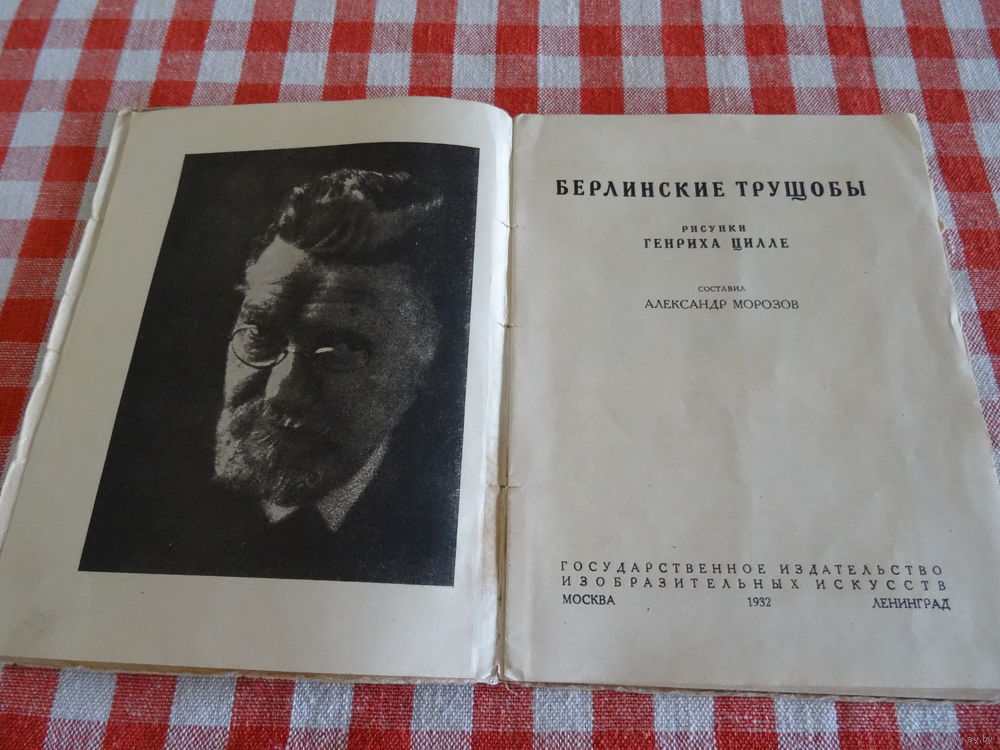 БЕРЛИНСКИЕ ТРУЩОБЫ
РИСУНКИ
ГЕНРИХА ЦИЛЛЕ
СОСТАВИЛ
АЛЕКСАНДР МОРОЗОВ
ГОСУДАРСТВЕННОЕ ИЗДАТЕЛЬСТВО
ИЗОБРАЗИТЕЛЬНЫХ ИСКУССТВ
МОСКВА 1932 ЛЕНИНГРАД